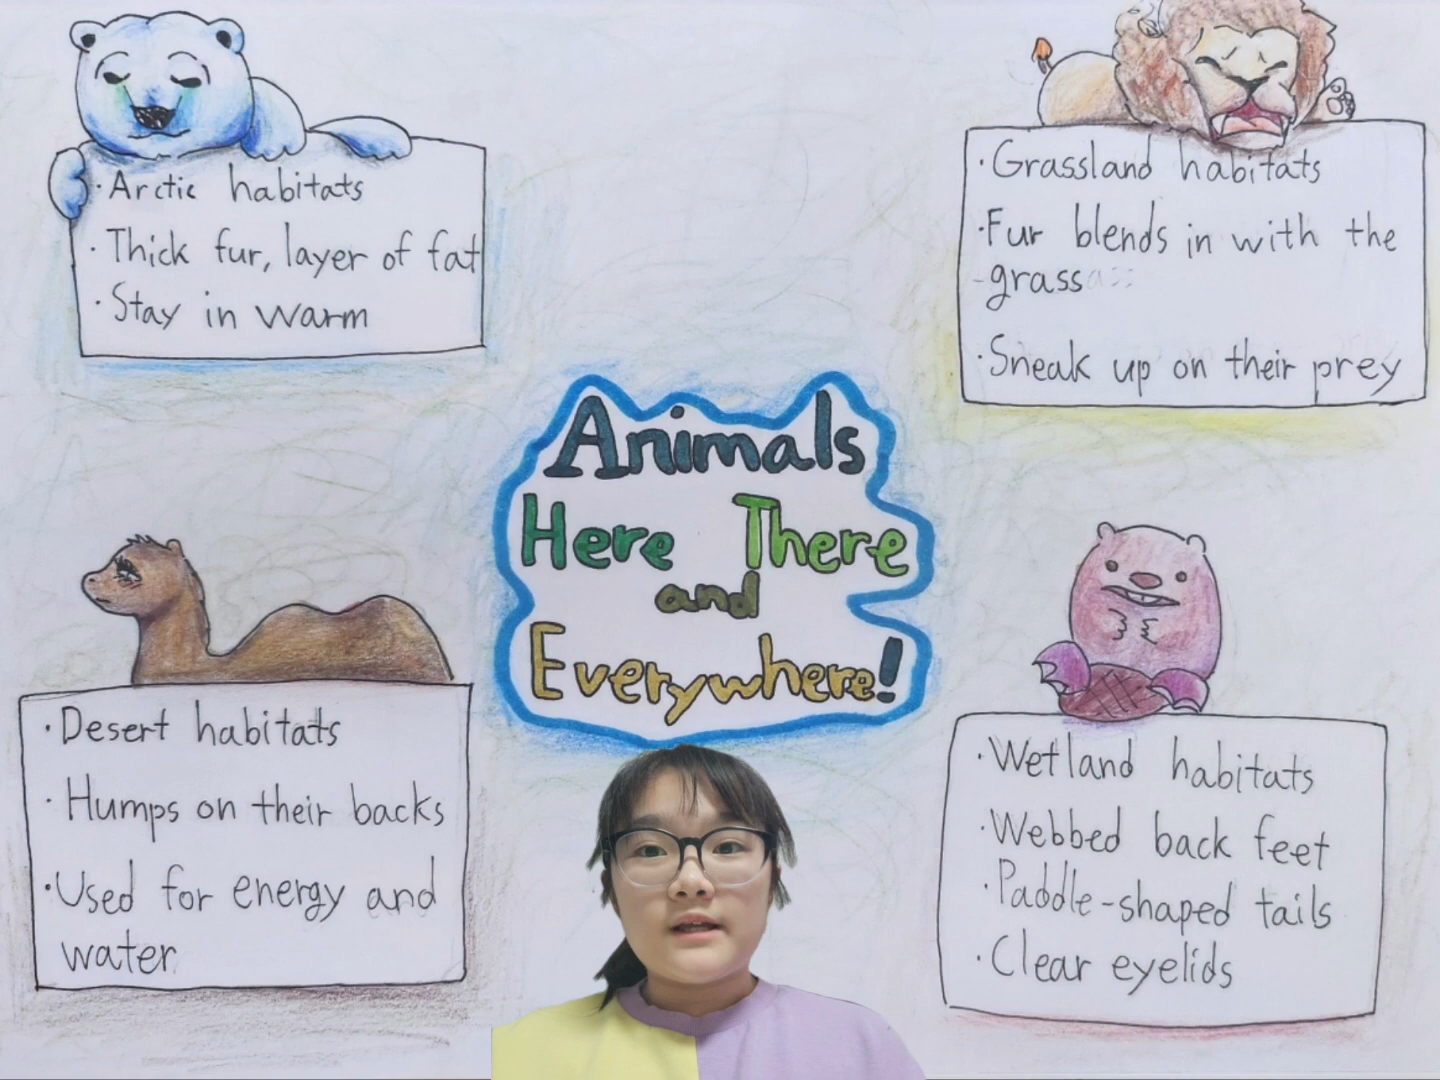 Animals
Here There
and
Everywhere!
· Arctic habitats
· Thick fur, layer of fat
· Stay in warm
· Grassland habitats
· Fur blends in with the
-grass
· Sneak up on their prey
· Desert habitats
· Humps on their backs
· Used for energy and
water
· Wetland habitats
· Webbed back feet
· Paddle-shaped tails
· Clear eyelids